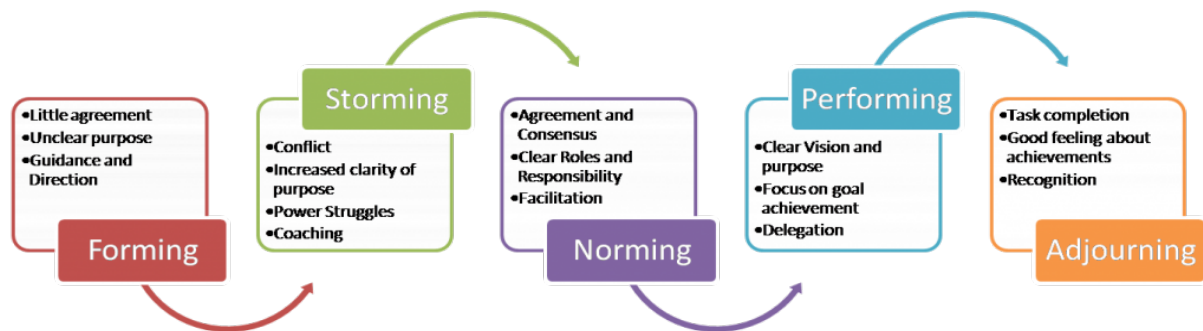 Forming
•Little agreement
•Unclear purpose
•Guidance and
Direction
Storming
•Conflict
•Increased clarity of
purpose
•Power Struggles
•Coaching
Norming
•Agreement and
Consensus
•Clear Roles and
Responsibility
•Facilitation
Performing
•Clear Vision and
purpose
•Focus on goal
achievement
•Delegation
Adjourning
•Task completion
•Good feeling about
achievements
•Recognition